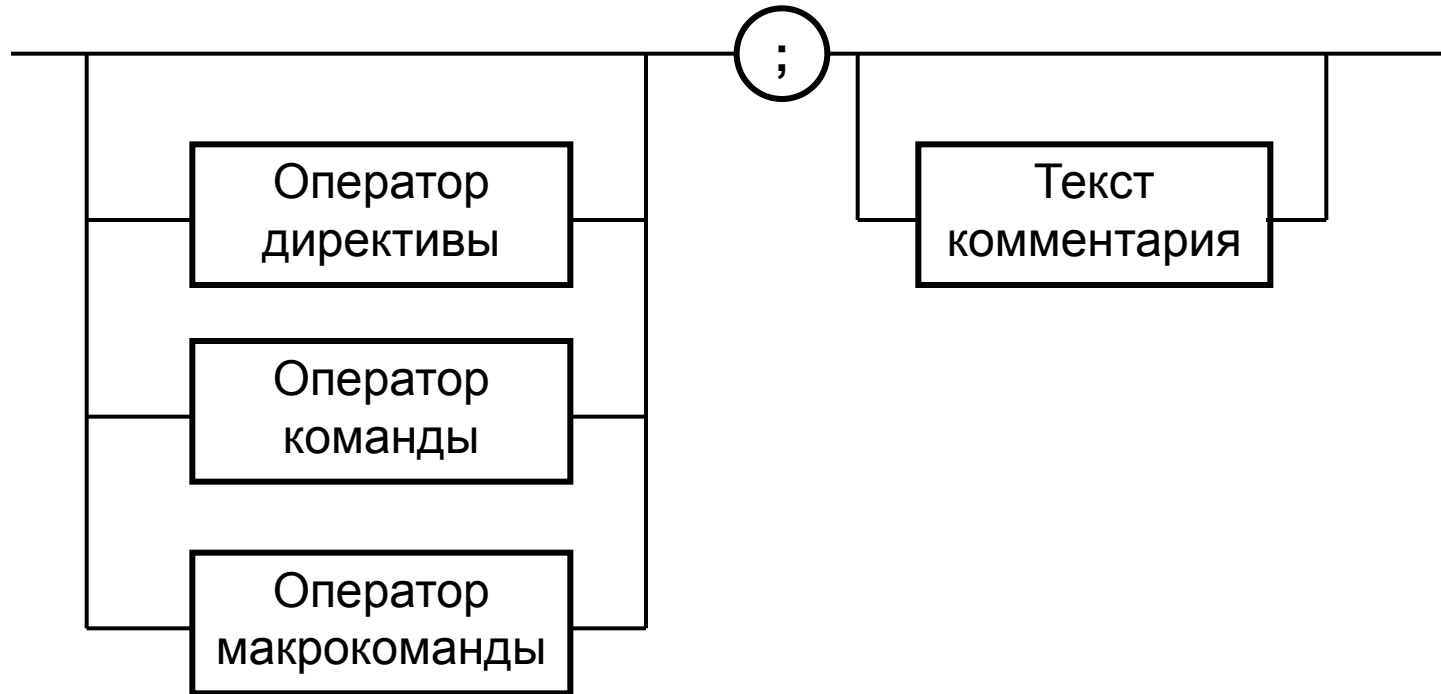 ;
Оператор
директивы
Текст
комментария
Оператор
команды
Оператор
макрокоманды